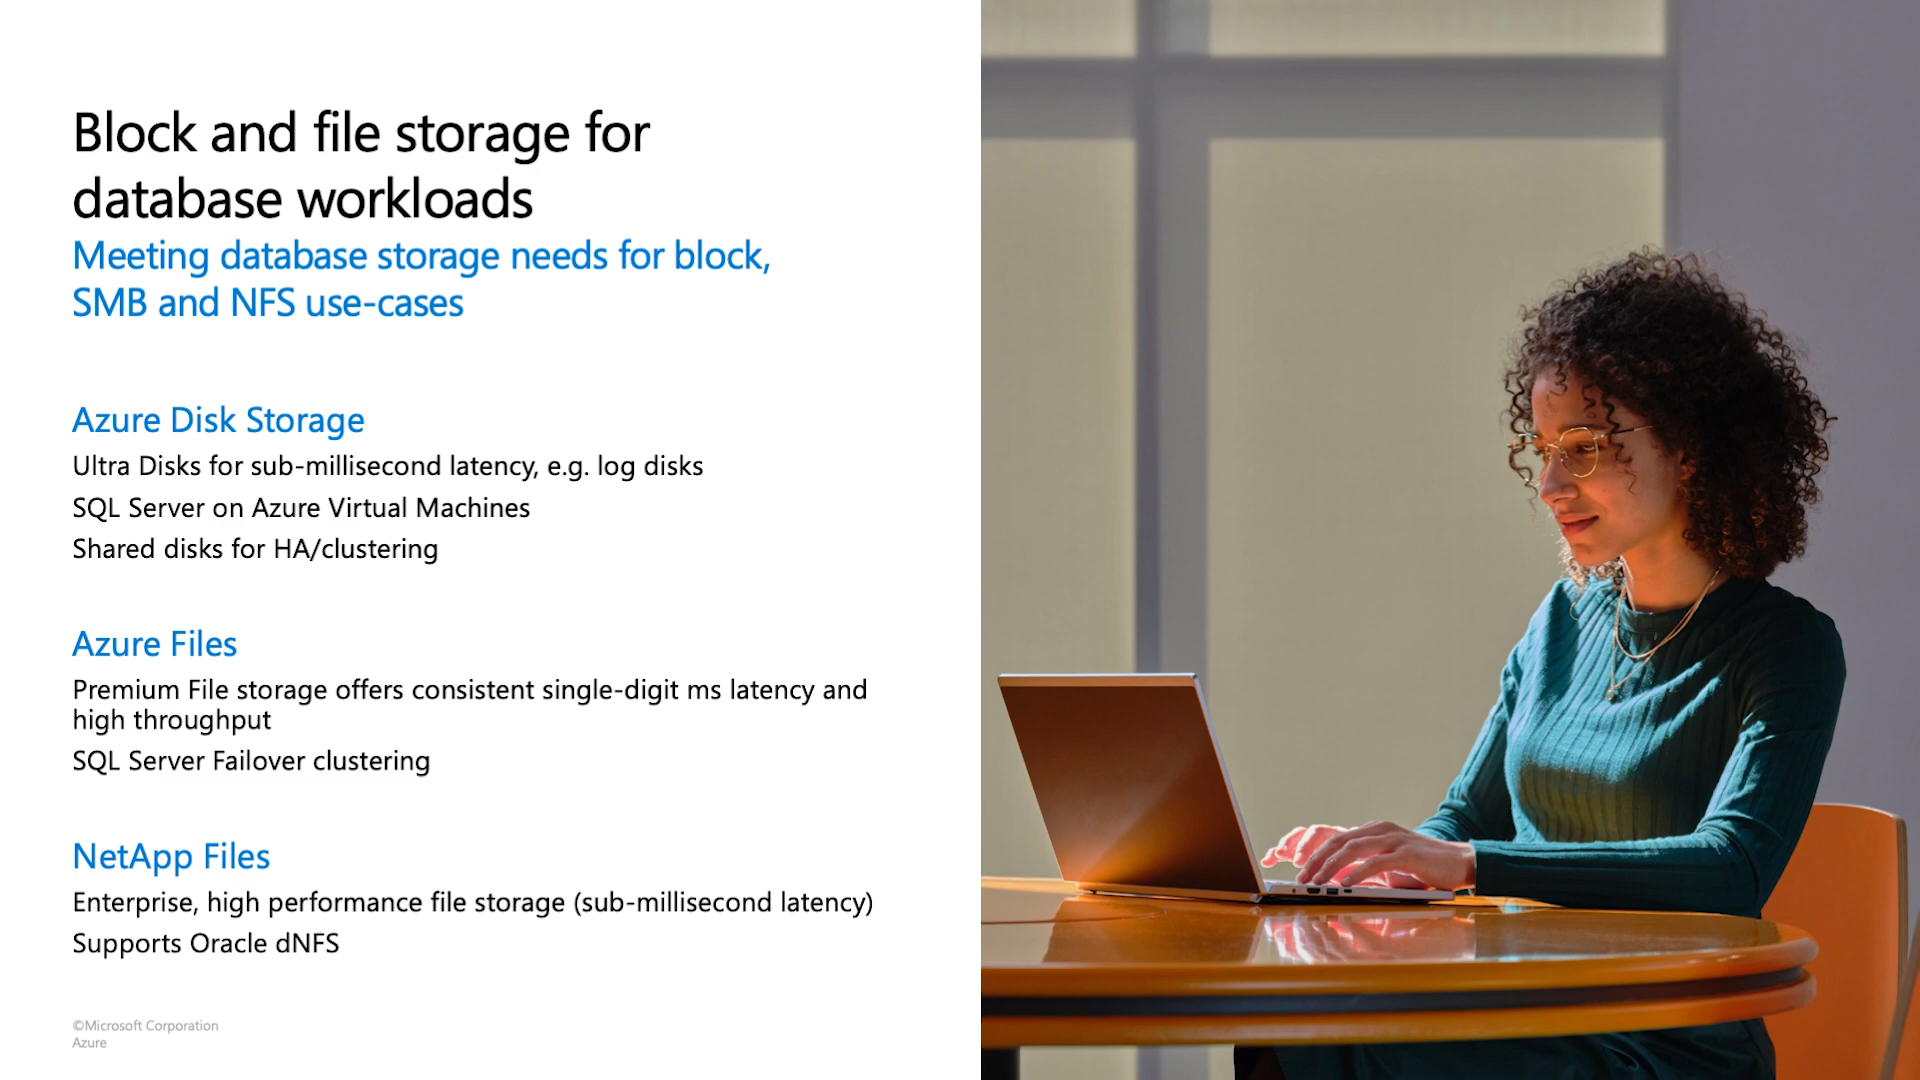 Block and file storage for
database workloads
Meeting database storage needs for block,
SMB and NFS use-cases
Azure Disk Storage
Ultra Disks for sub-millisecond latency, e.g. log disks
SQL Server on Azure Virtual Machines
Shared disks for HA/clustering
Azure Files
Premium File storage offers consistent single-digit ms latency and
high throughput
SQL Server Failover clustering
NetApp Files
Enterprise, high performance file storage (sub-millisecond latency)
Supports Oracle dNFS
©Microsoft Corporation
Azure